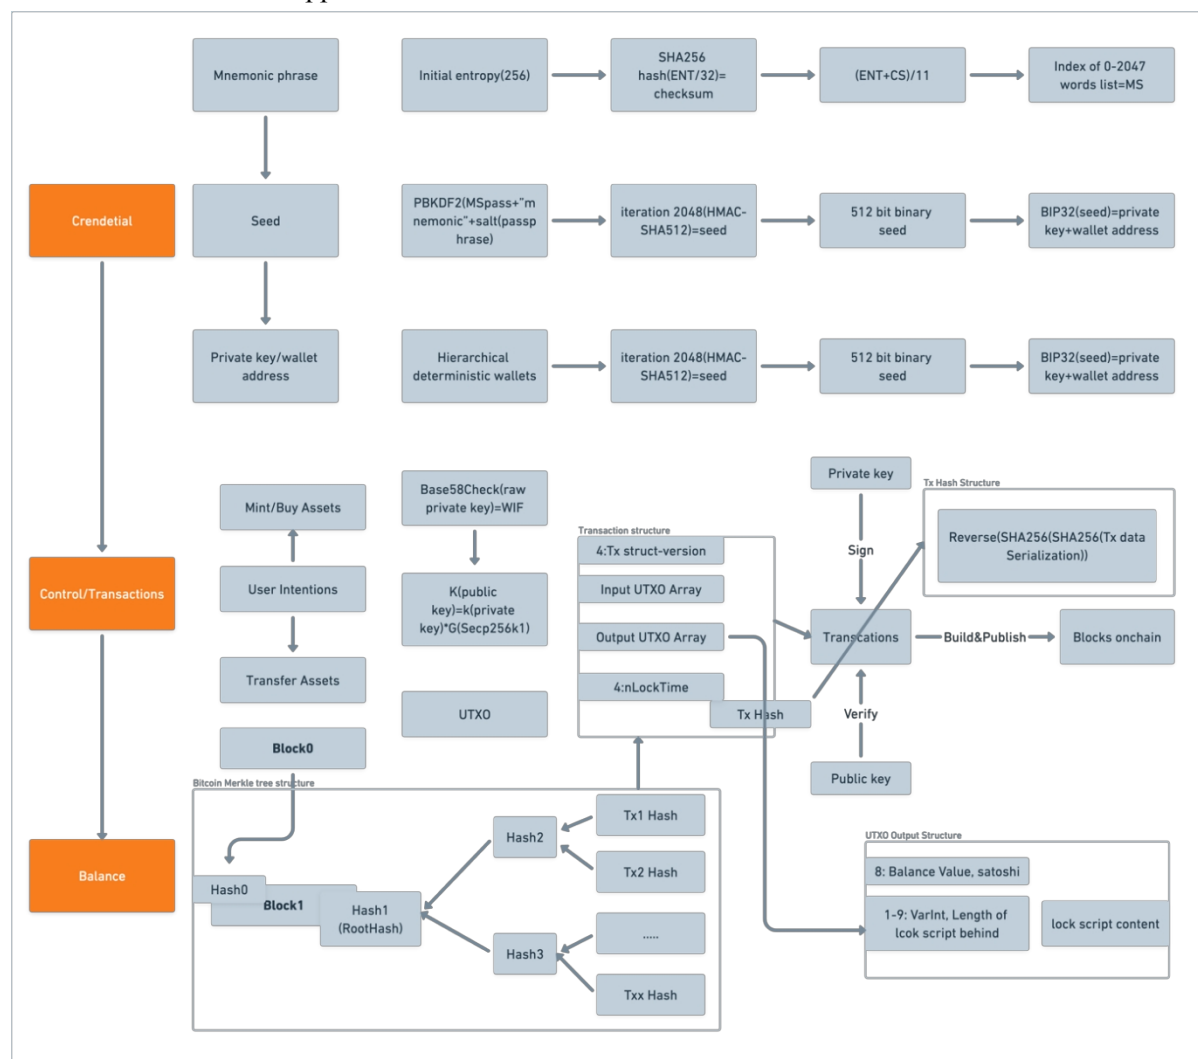 Mnemonic phrase
Initial entropy(256)
SHA256
hash(ENT/32)=
checksum
(ENT+CS)/11
Index of 0-2047
words list=MS
Crendetial
Seed
PBKDF2(MSpass+"m
nemonic"+salt(passp
hrase)
iteration 2048(HMAC-
SHA512)=seed
512 bit binary
seed
BIP32(seed)=private
key+wallet address
Private key/wallet
address
Hierarchical
deterministic wallets
iteration 2048(HMAC-
SHA512)=seed
512 bit binary
seed
BIP32(seed)=private
key+wallet address
Mint/Buy Assets
User Intentions
Transfer Assets
Control/Transactions
Base58Check(raw
private key)=WIF
K(public
key)=k(private
key)*G(Secp256k1)
UTXO
Transaction structure
4:Tx struct-version
Input UTXO Array
Output UTXO Array
4:nLockTime
Tx Hash
Private key
Sign
Transcations
Verify
Public key
Build&Publish
Blocks onchain
Tx Hash Structure
Reverse(SHA256(SHA256(Tx data
Serialization))
Block0
Bitcoin Merkle tree structure
Balance
Hash0
Block1
Hash1
(RootHash)
Hash2
Hash3
Tx1 Hash
Tx2 Hash
.....
Txx Hash
UTXO Output Structure
8: Balance Value, satoshi
1-9: VarInt, Length of
lcok script behind
lock script content